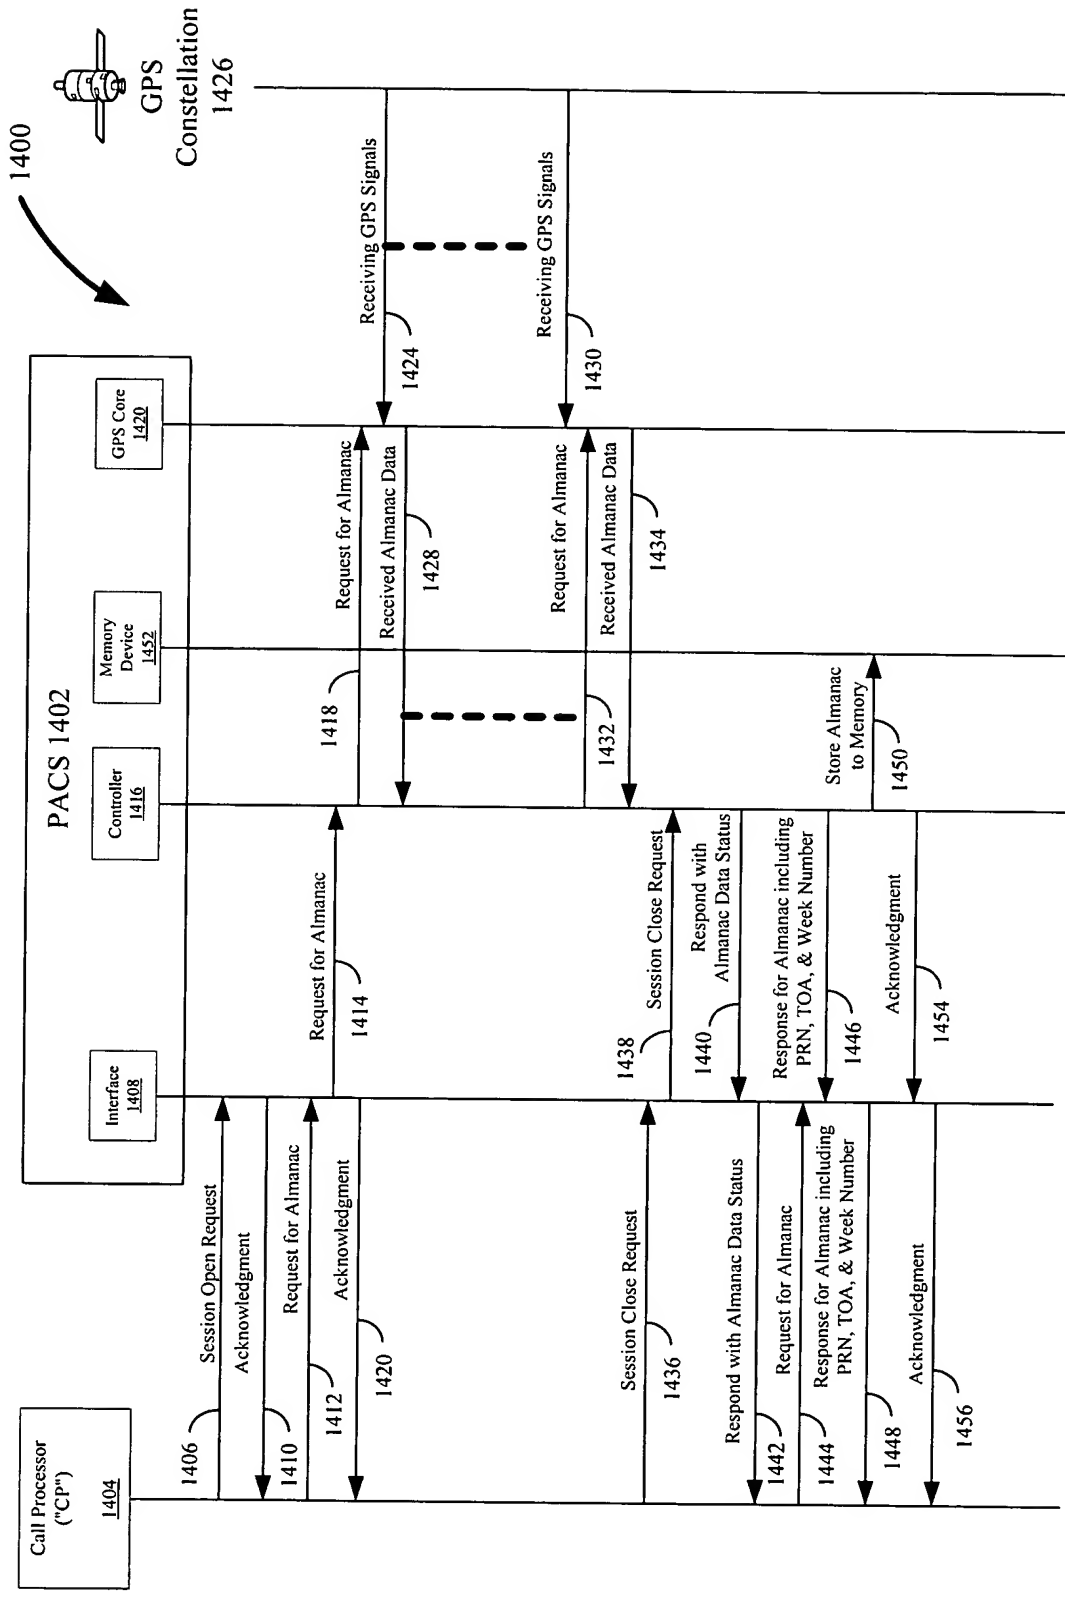 1400
GPS
Constellation
1426
PACS 1402
Call Processor
("CP")
1404
Interface
1408
Controller
1416
Memory
Device
1452
GPS Core
1420
Session Open Request
1406
Acknowledgment
1410
Request for Almanac
1412
Request for Almanac
1414
Acknowledgment
1420
Request for Almanac
1418
Receiving GPS Signals
1424
Received Almanac Data
1428
Receiving GPS Signals
1430
Request for Almanac
1432
Received Almanac Data
1434
Session Close Request
1436
Session Close Request
1438
Respond with
Almanac Data Status
1440
Respond with Almanac Data Status
1442
Request for Almanac
1444
Response for Almanac including
PRN, TOA, & Week Number
1446
Response for Almanac including
PRN, TOA, & Week Number
1448
Store Almanac
to Memory
1450
Acknowledgment
1454
Acknowledgment
1456